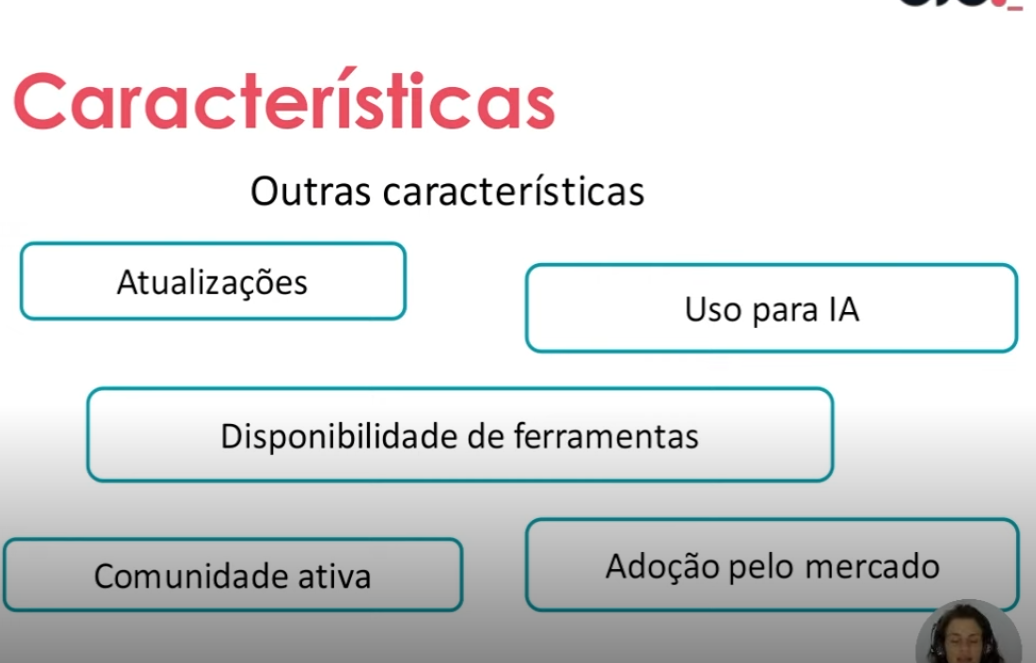 Características
Outras características
Atualizações
Uso para IA
Disponibilidade de ferramentas
Comunidade ativa
Adoção pelo mercado